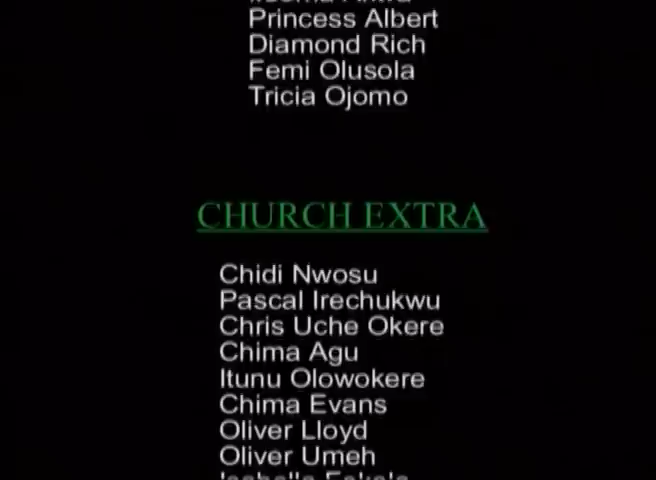 Princess Albert
Diamond Rich
Femi Olusola
Tricia Ojomo
CHURCH EXTRA
Chidi Nwosu
Pascal Irechukwu
Chris Uche Okere
Chima Agu
Itunu Olowokere
Chima Evans
Oliver Lloyd
Oliver Umeh